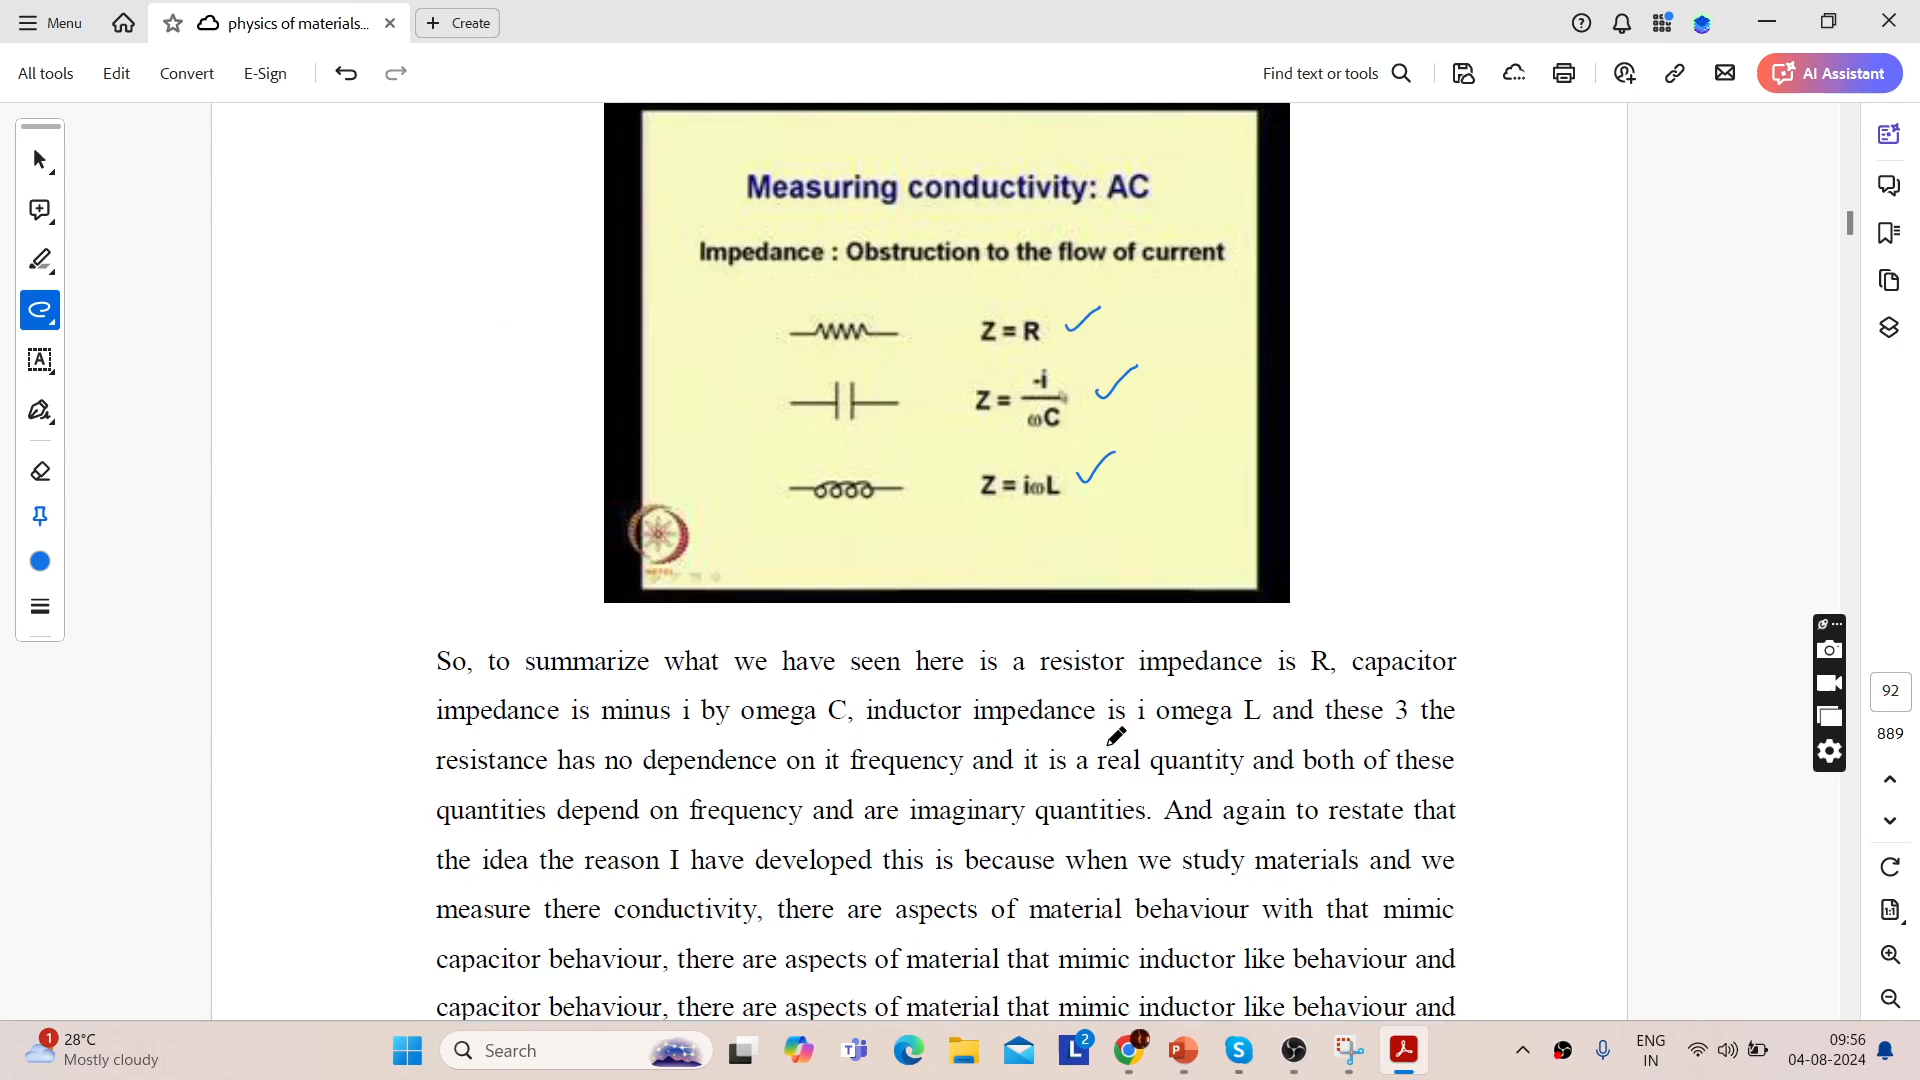 Menu
physics of materials...
Create
All tools
Edit
Convert
E-Sign
Find text or tools
AI Assistant
Measuring conductivity: AC
Impedance : Obstruction to the flow of current
Z = R
Z = -i
ωC
Z = iωL
So, to summarize what we have seen here is a resistor impedance is R, capacitor
impedance is minus i by omega C, inductor impedance is i omega L and these 3 the
resistance has no dependence on it frequency and it is a real quantity and both of these
quantities depend on frequency and are imaginary quantities. And again to restate that
the idea the reason I have developed this is because when we study materials and we
measure there conductivity, there are aspects of material behaviour with that mimic
capacitor behaviour, there are aspects of material that mimic inductor like behaviour and
capacitor behaviour, there are aspects of material that mimic inductor like behaviour and
92
889
1
28°C
Mostly cloudy
Search
2
ENG
IN
09:56
04-08-2024